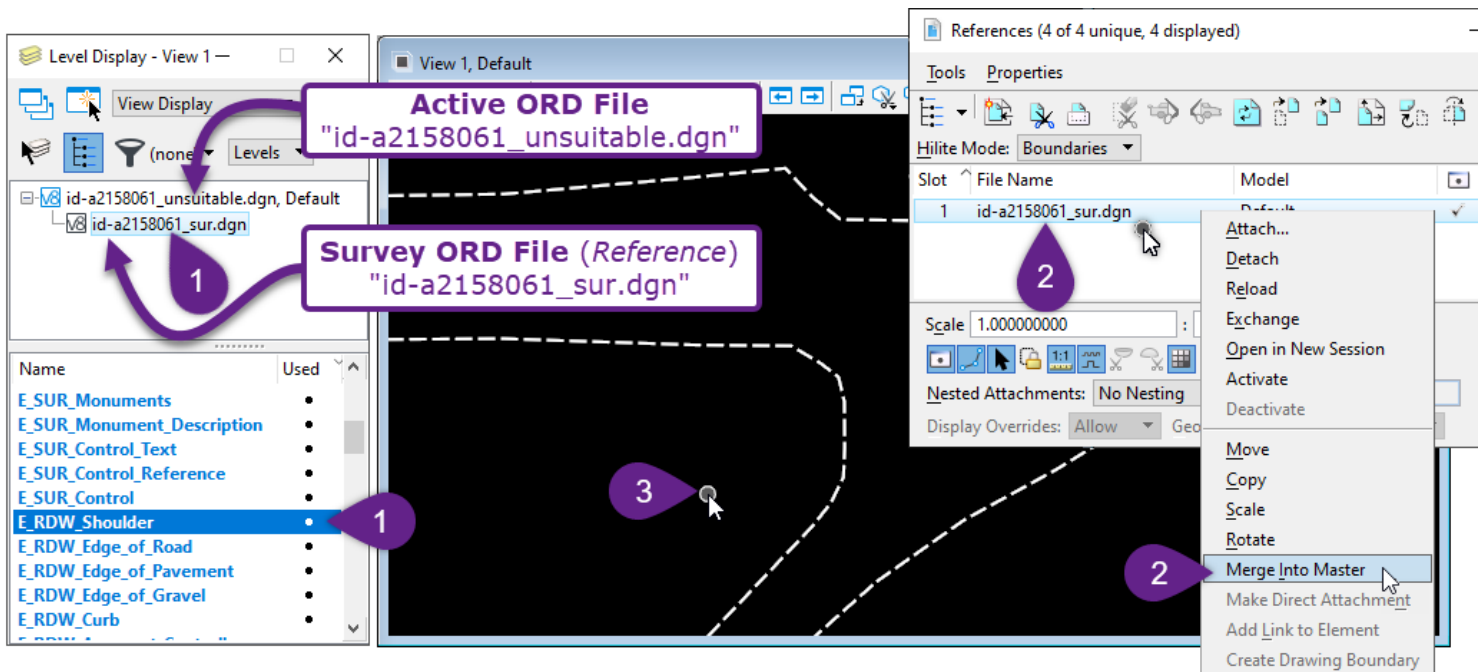 Level Display - View 1
View Display
(none)
Levels
id-a2158061_unsuitable.dgn, Default
id-a2158061_sur.dgn
1
Name Used
E_SUR_Monuments
E_SUR_Monument_Description
E_SUR_Control_Text
E_SUR_Control_Reference
E_SUR_Control
E_RDW_Shoulder
E_RDW_Edge_of_Road
E_RDW_Edge_of_Pavement
E_RDW_Edge_of_Gravel
E_RDW_Curb
1
View 1, Default
Active ORD File
"id-a2158061_unsuitable.dgn"
Survey ORD File (Reference)
"id-a2158061_sur.dgn"
3
References (4 of 4 unique, 4 displayed)
Tools Properties
Hilite Mode: Boundaries
Slot File Name Model
1 id-a2158061_sur.dgn Default
2
Scale 1.000000000 :
1:1
Nested Attachments: No Nesting
Display Overrides: Allow Geo
Attach...
Detach
Reload
Exchange
Open in New Session
Activate
Deactivate
Move
Copy
Scale
Rotate
2
Merge Into Master
Make Direct Attachment
Add Link to Element
Create Drawing Boundary